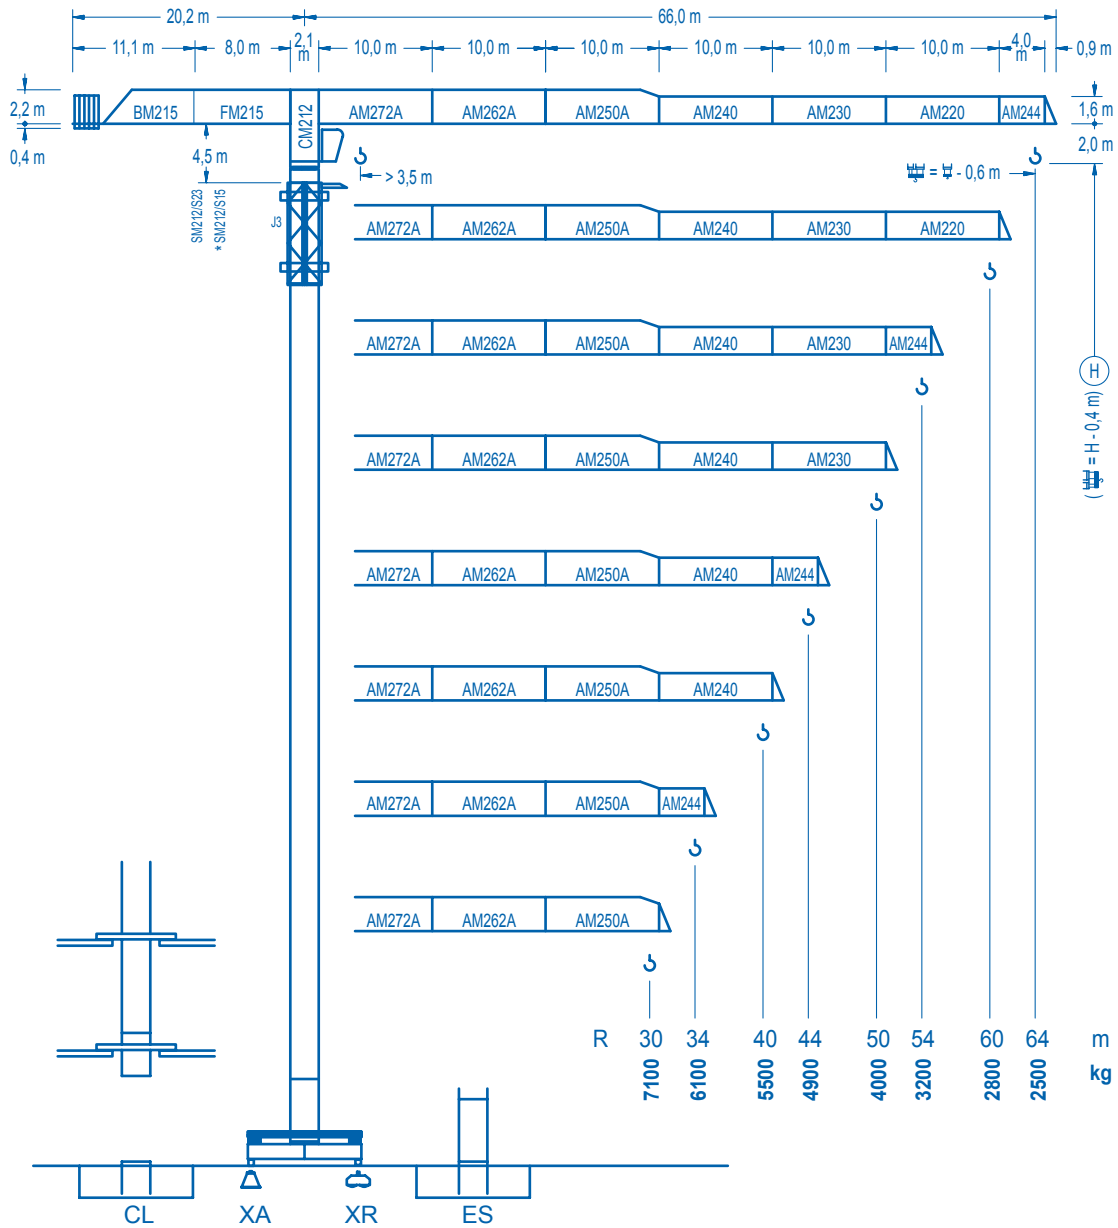 20,2 m 66,0 m
11,1 m 8,0 m 2,1 m 10,0 m 10,0 m 10,0 m 10,0 m 10,0 m 10,0 m 4,0 m 0,9 m
2,2 m BM215 FM215 CM212 AM272A AM262A AM250A AM240 AM230 AM220 AM244 1,6 m
0,4 m 4,5 m 2,0 m
> 3,5 m = - 0,6 m
SM212/S23
* SM212/S15
J3
AM272A AM262A AM250A AM240 AM230 AM220
AM272A AM262A AM250A AM240 AM230 AM244
H
( = H - 0,4 m)
AM272A AM262A AM250A AM240 AM230
AM272A AM262A AM250A AM240 AM244
AM272A AM262A AM250A AM240
AM272A AM262A AM250A AM244
AM272A AM262A AM250A
R 30 34 40 44 50 54 60 64 m
7100 6100 5500 4900 4000 3200 2800 2500 kg
CL XA XR ES